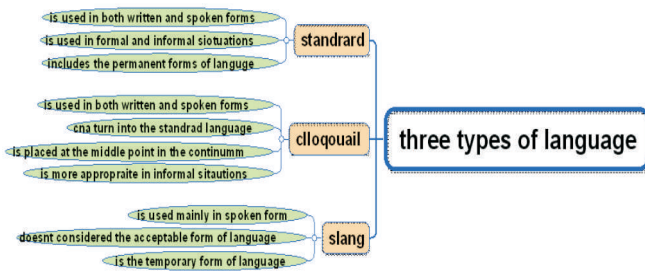 three types of language
standrard
is used in both written and spoken forms
is used in formal and informal siotuations
includes the permanent forms of languge
clloqouail
is used in both written and spoken forms
cna turn into the standrad language
is placed at the middle point in the continumm
is more appropraite in informal sitautions
slang
is used mainly in spoken form
doesnt considered the acceptable form of language
is the temporary form of language